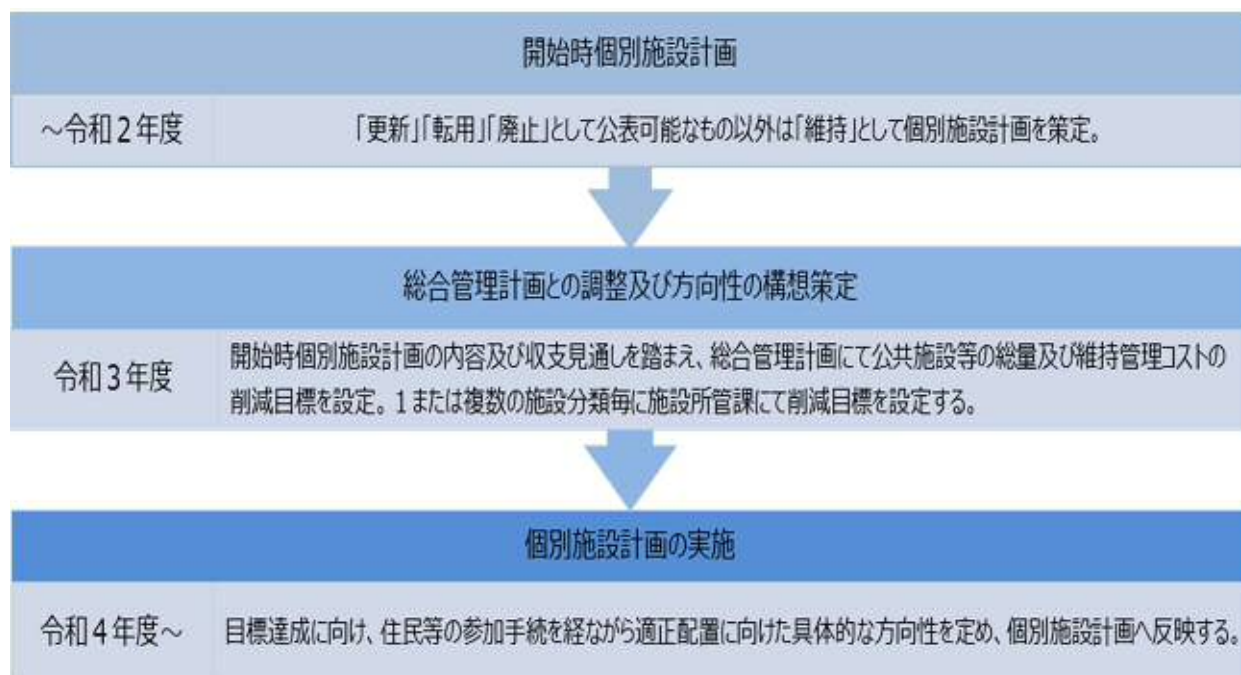 開始時個別施設計画
～令和２年度
「更新」「転用」「廃止」として公表可能なもの以外は「維持」として個別施設計画を策定。
総合管理計画との調整及び方向性の構想策定
令和３年度
開始時個別施設計画の内容及び収支見通しを踏まえ、総合管理計画にて公共施設等の総量及び維持管理コストの
削減目標を設定。１または複数の施設分類毎に施設所管課にて削減目標を設定する。
個別施設計画の実施
令和４年度～
目標達成に向け、住民等の参加手続を経ながら適正配置に向けた具体的な方向性を定め、個別施設計画へ反映する。